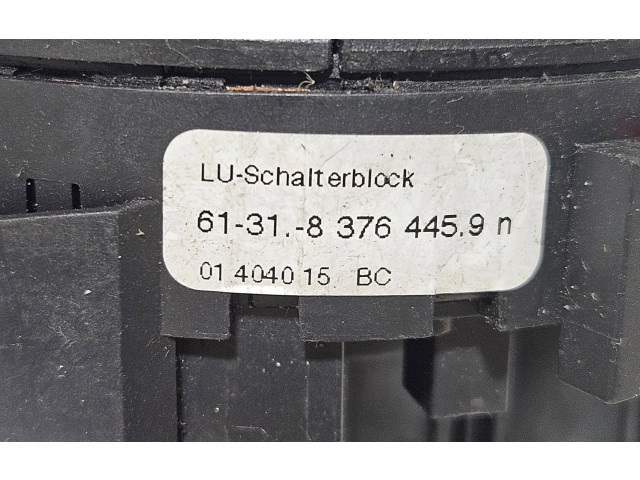 LU-Schalterblock
61-31.-8 376 445.9 n
01 404015 BC